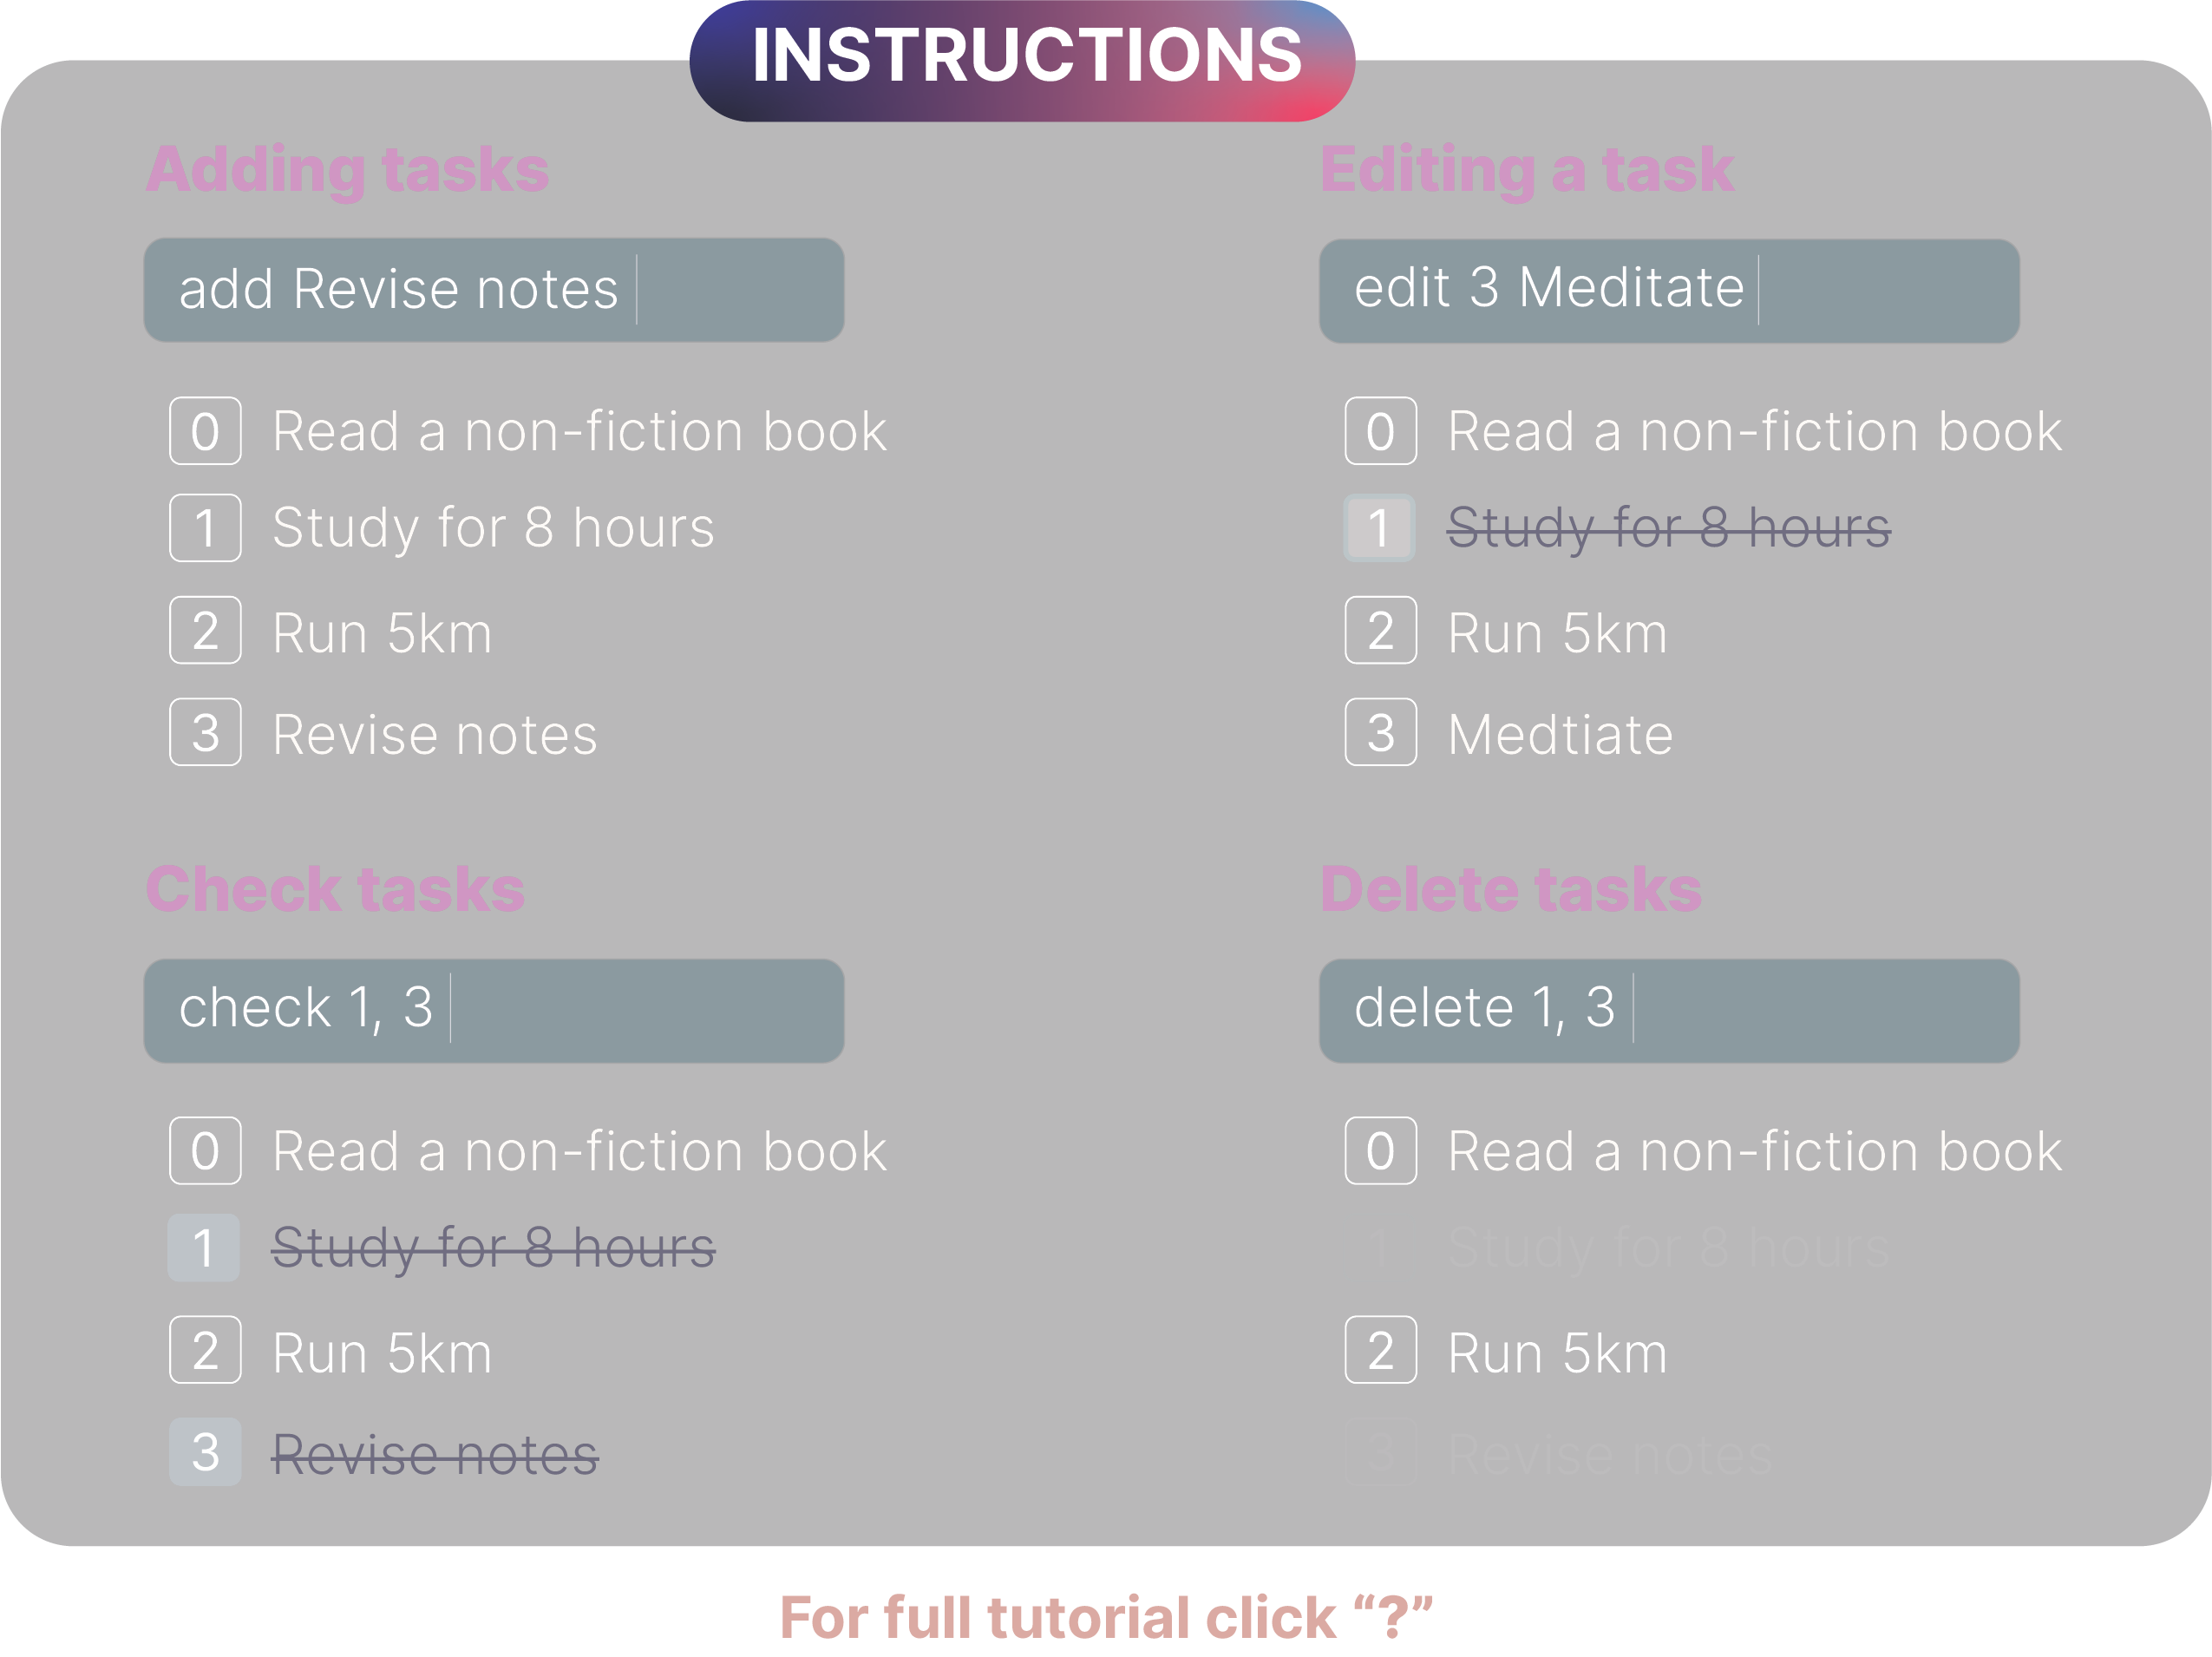 INSTRUCTIONS
Adding tasks
add Revise notes
0 Read a non-fiction book
1 Study for 8 hours
2 Run 5km
3 Revise notes
Editing a task
edit 3 Meditate
0 Read a non-fiction book
1 Study for 8 hours
2 Run 5km
3 Medtiate
Check tasks
check 1, 3
0 Read a non-fiction book
1 Study for 8 hours
2 Run 5km
3 Revise notes
Delete tasks
delete 1, 3
0 Read a non-fiction book
1 Study for 8 hours
2 Run 5km
3 Revise notes
For full tutorial click “?”